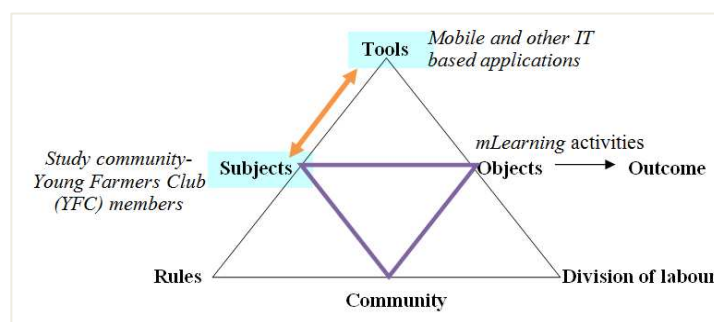 Tools
Mobile and other IT
based applications
Study community-
Young Farmers Club
(YFC) members
Subjects
mLearning activities
Objects
Outcome
Rules
Community
Division of labour